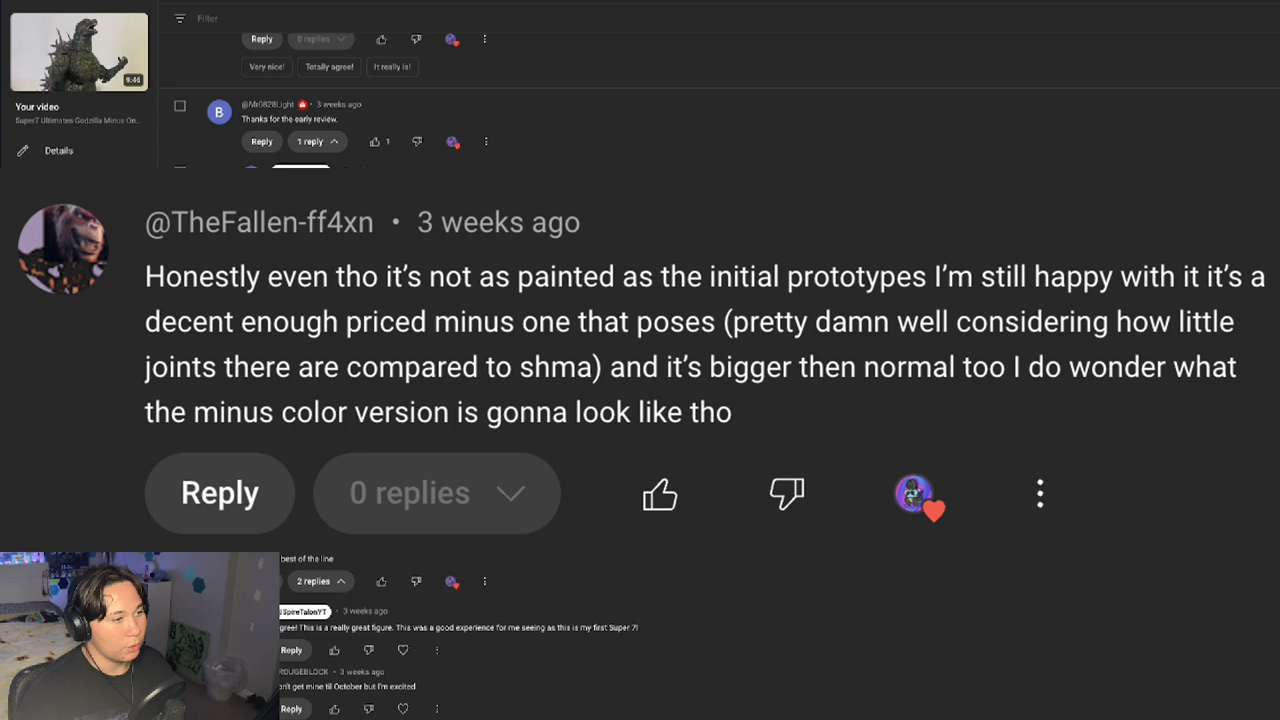 Filter
Reply 0 replies
Very nice! Totally agree! It really is!
9:46
Your video
Super7 Ultimates Godzilla Minus On...
Details
@Mr0828Light • 3 weeks ago
Thanks for the early review.
Reply 1 reply 1
@TheFallen-ff4xn • 3 weeks ago
Honestly even tho it's not as painted as the initial prototypes I'm still happy with it it's a
decent enough priced minus one that poses (pretty damn well considering how little
joints there are compared to shma) and it's bigger then normal too I do wonder what
the minus color version is gonna look like tho
Reply 0 replies
best of the line
2 replies
SpireTalonYT • 3 weeks ago
gree! This is a really great figure. This was a good experience for me seeing as this is my first Super 7!
Reply
ROUGEBLOCK • 3 weeks ago
on't get mine til October but I'm excited
Reply